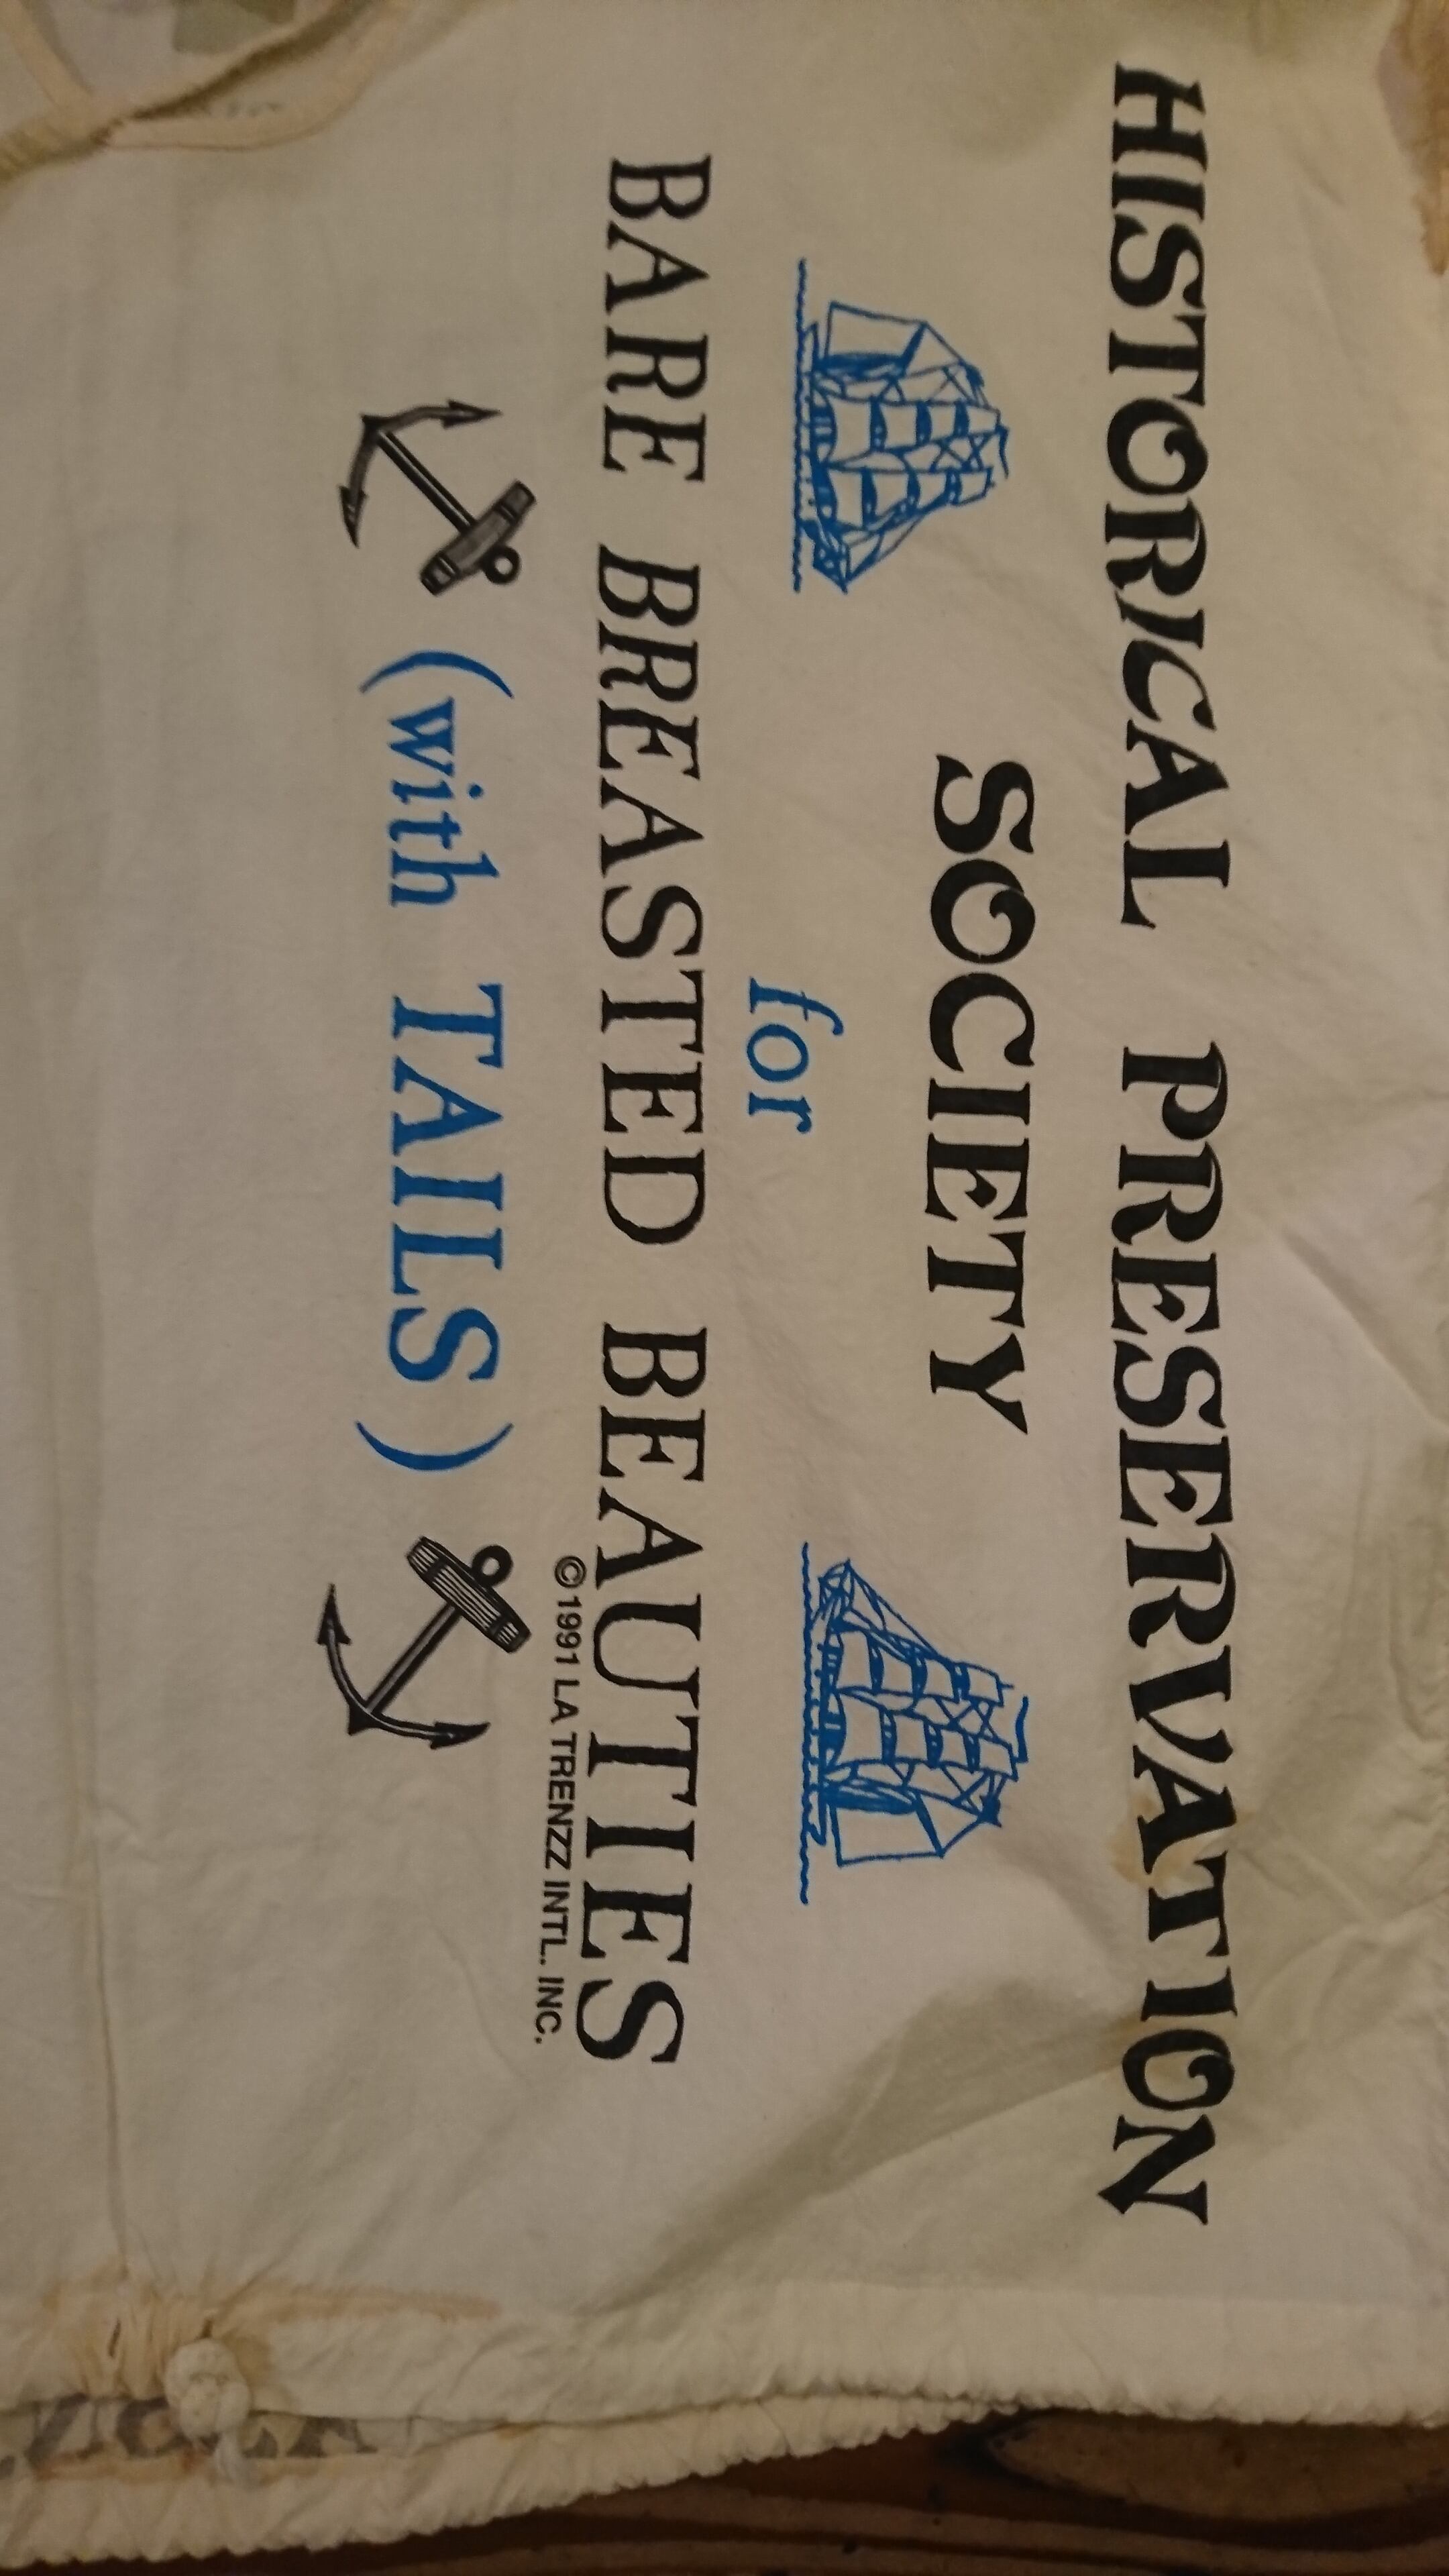 HISTORICAL PRESERVATION
SOCIETY
for
BARE BREASTED BEAUTIES
©1991 LA TRENZZ INTL. INC.
(with TAILS)